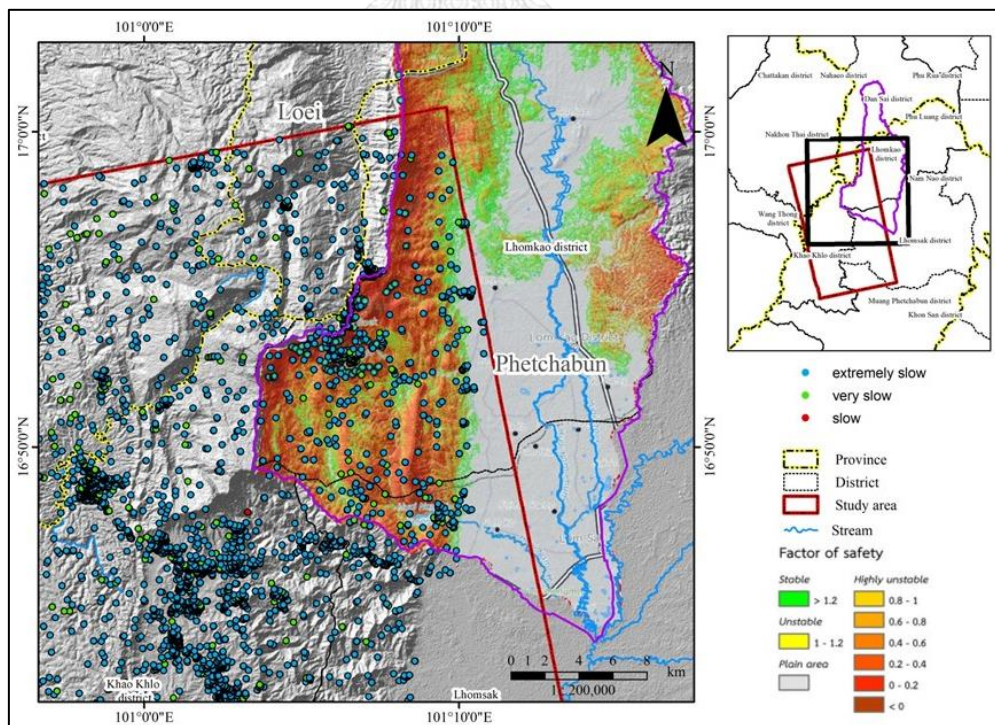 101°0'0"E
101°10'0"E
17°0'0"N
16°50'0"N
17°0'0"N
16°50'0"N
101°0'0"E
101°10'0"E
Loei
N
Lhomkao district
Phetchabun
Khao Khlo
district
Lhomsak
0 1 2 4 6 8
km
1:200,000
Chattakan district
Nahaeo district
Phu Rua district
Dan Sai district
Phu Luang district
Nakhon Thai district
Lhomkao
district
Nam Nao district
Wang Thong
district
Lhomsak district
Khao Khlo district
Muang Phetchabun district
Khon San district
extremely slow
very slow
slow
Province
District
Study area
Stream
Factor of safety
Stable
> 1.2
Unstable
1 - 1.2
Plain area
Highly unstable
0.8 - 1
0.6 - 0.8
0.4 - 0.6
0.2 - 0.4
0 - 0.2
< 0